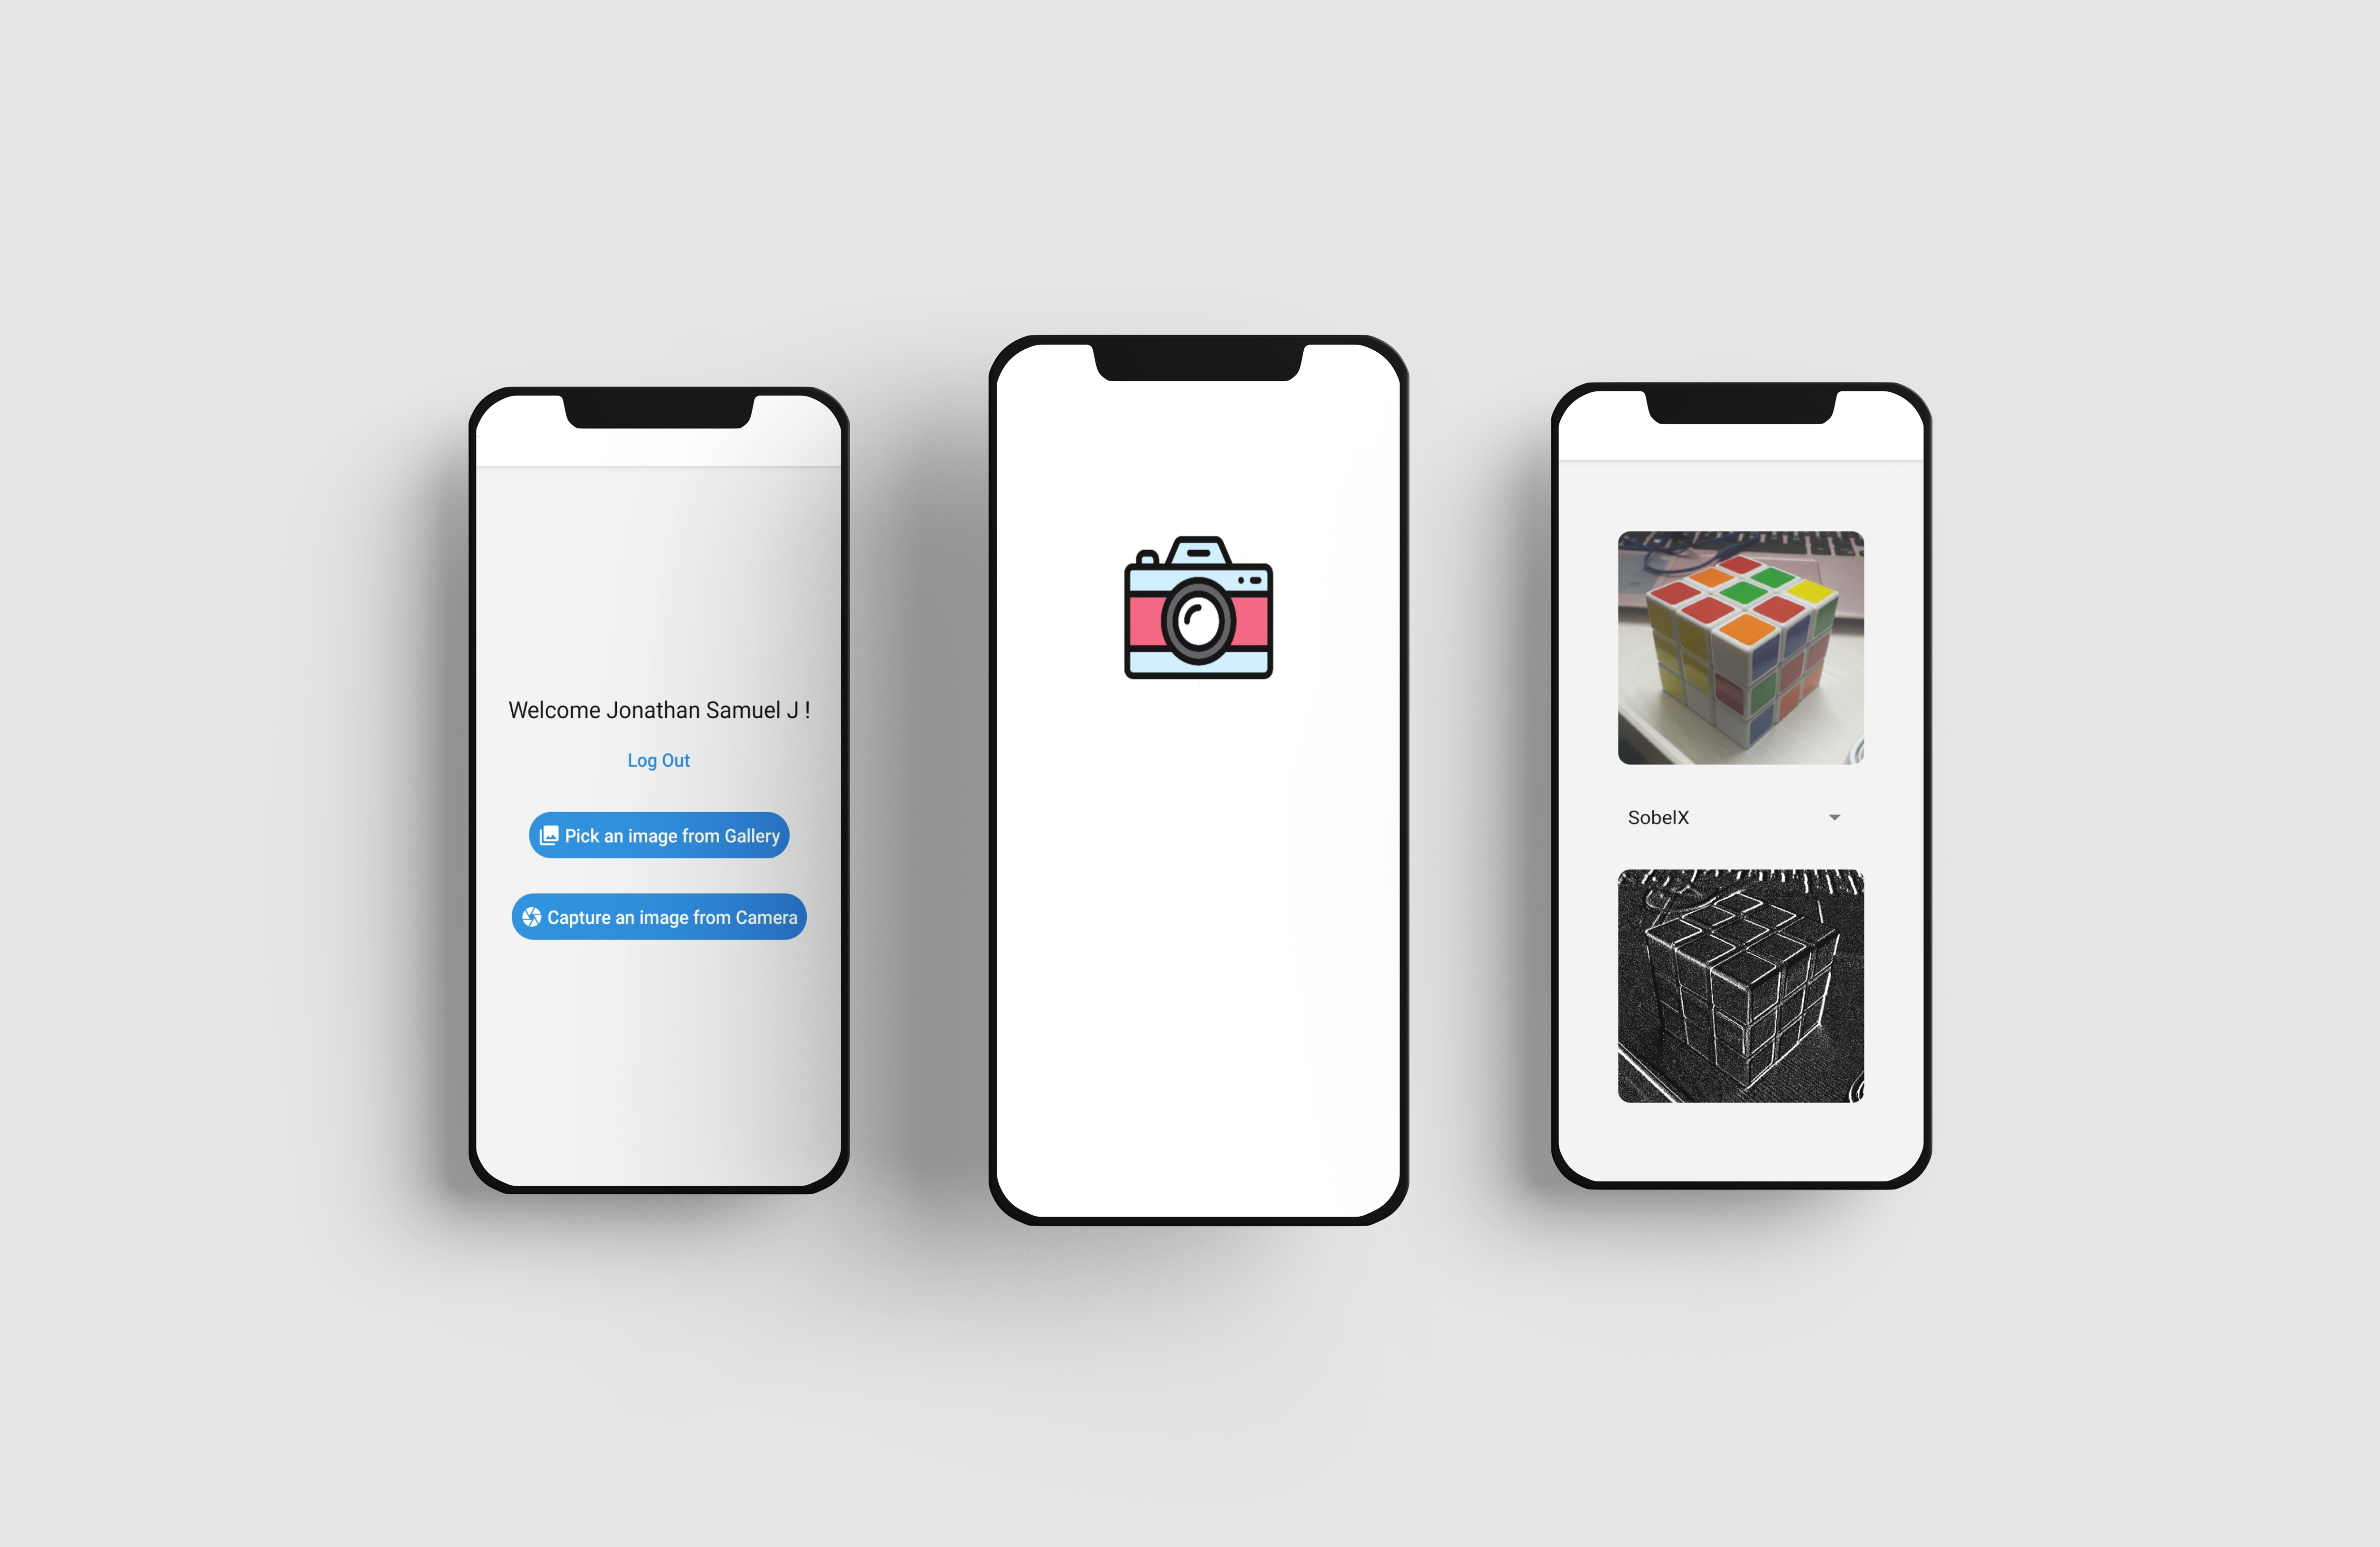 Welcome Jonathan Samuel J !
Log Out
Pick an image from Gallery
Capture an image from Camera
SobelX